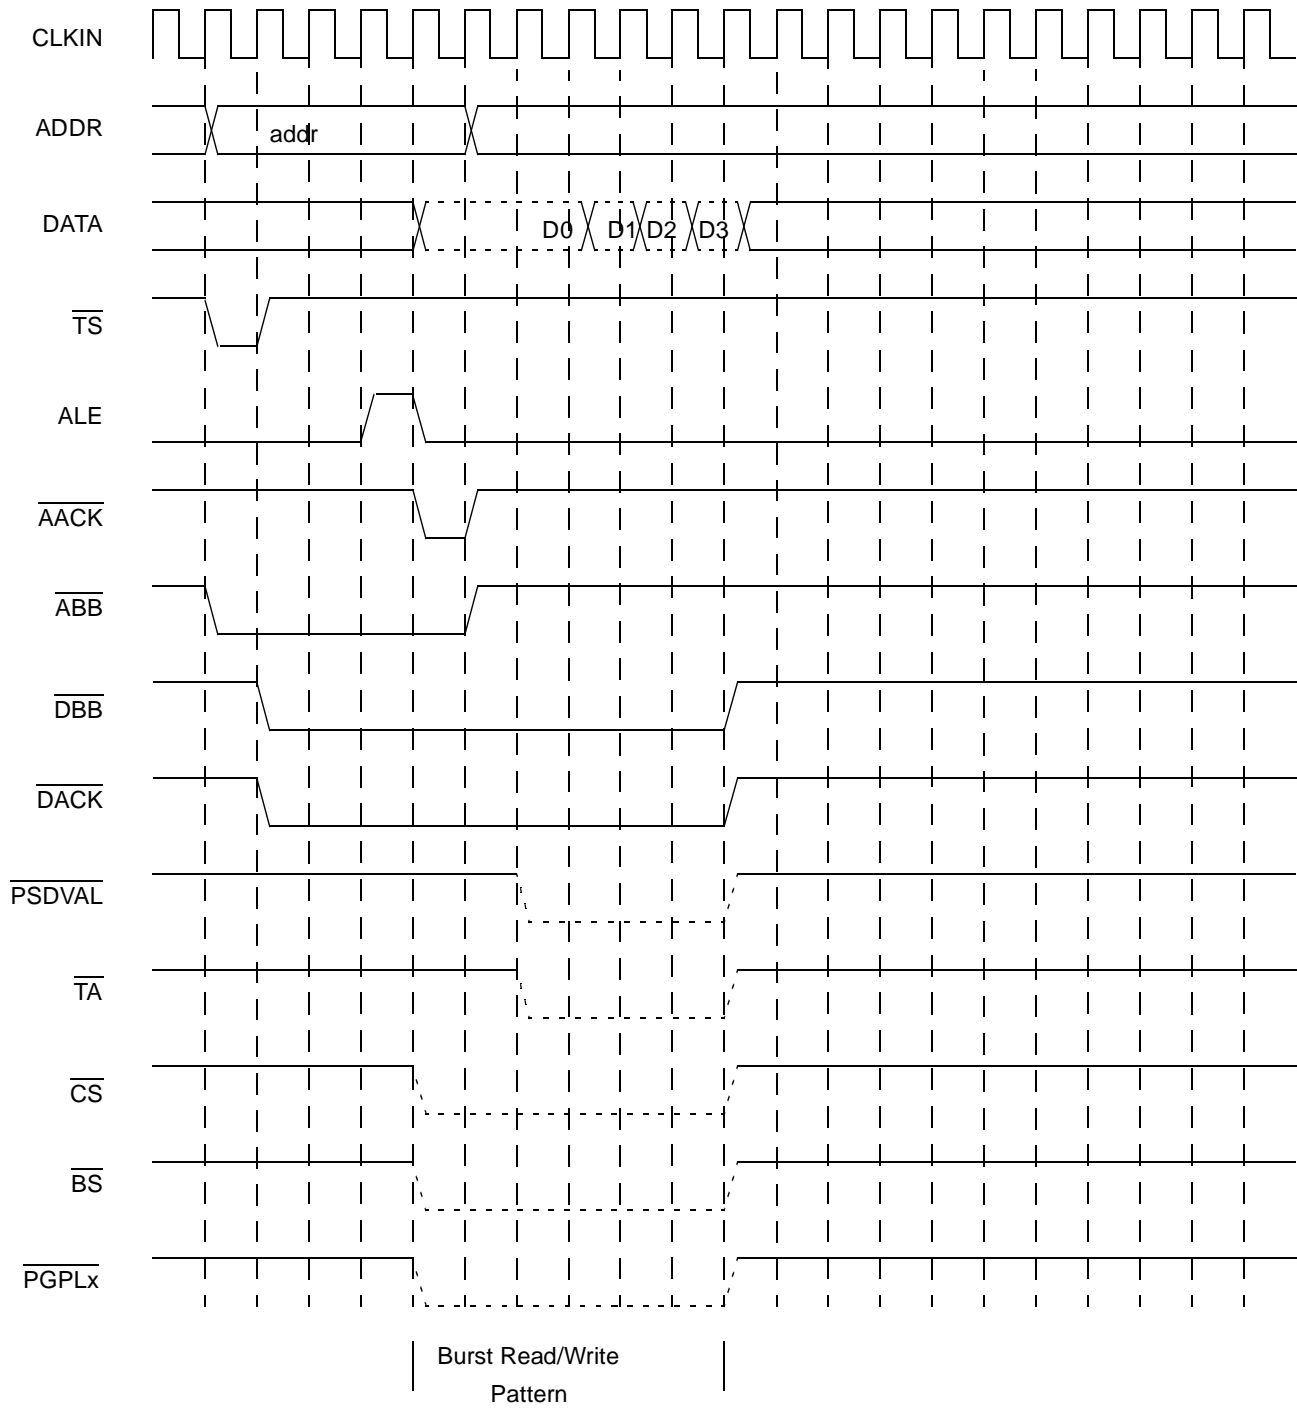 CLKIN
ADDR addr
DATA D0 D1 D2 D3
TS
ALE
AACK
ABB
DBB
DACK
PSDVAL
TA
CS
BS
PGPLx
Burst Read/Write
Pattern